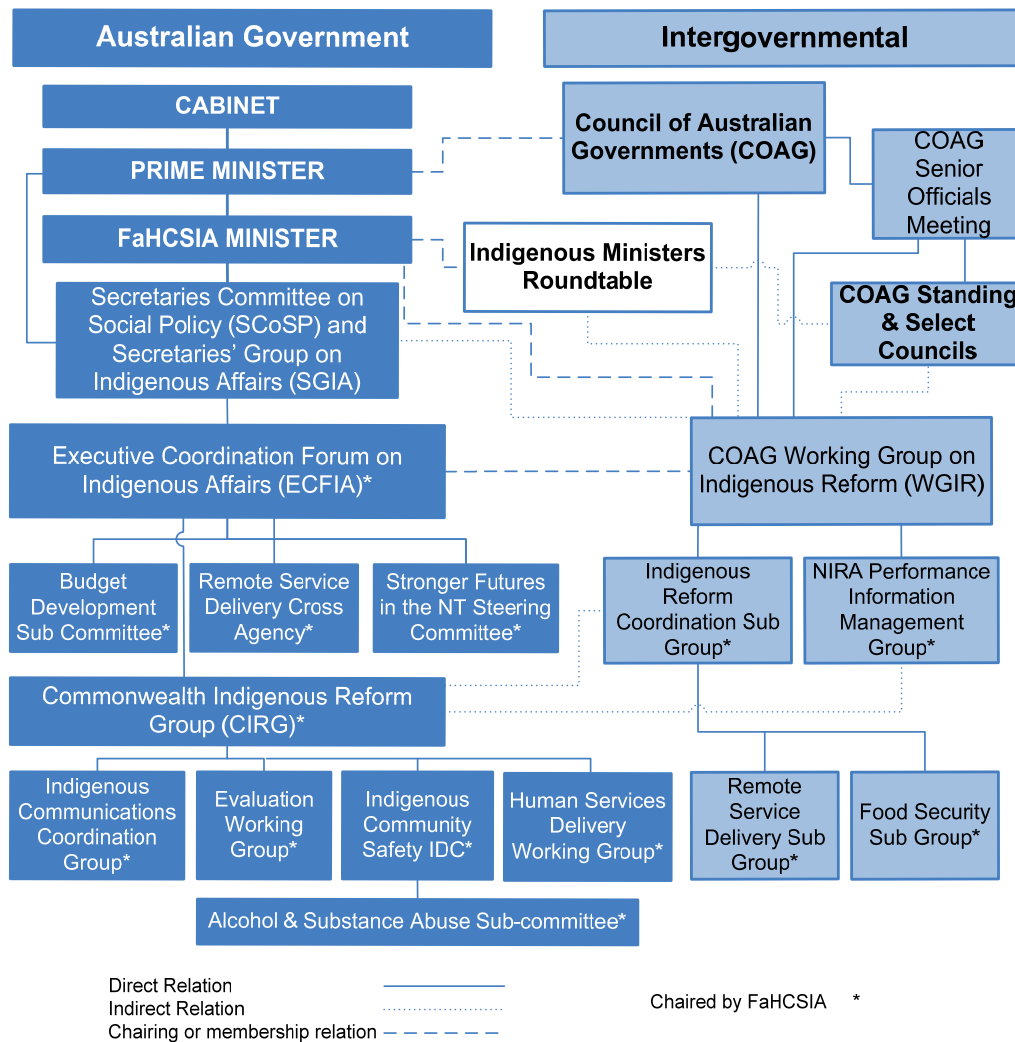 Australian Government
Intergovernmental
CABINET
PRIME MINISTER
FaHCSIA MINISTER
Secretaries Committee on
Social Policy (SCoSP) and
Secretaries' Group on
Indigenous Affairs (SGIA)
Council of Australian
Governments (COAG)
COAG
Senior
Officials
Meeting
Indigenous Ministers
Roundtable
COAG Standing
& Select
Councils
Executive Coordination Forum on
Indigenous Affairs (ECFIA)*
COAG Working Group on
Indigenous Reform (WGIR)
Budget
Development
Sub Committee*
Remote Service
Delivery Cross
Agency*
Stronger Futures
in the NT Steering
Committee*
Indigenous
Reform
Coordination Sub
Group*
NIRA Performance
Information
Management
Group*
Commonwealth Indigenous Reform
Group (CIRG)*
Indigenous
Communications
Coordination
Group*
Evaluation
Working
Group*
Indigenous
Community
Safety IDC*
Human Services
Delivery
Working Group*
Remote
Service
Delivery Sub
Group*
Food Security
Sub Group*
Alcohol & Substance Abuse Sub-committee*
Direct Relation
Indirect Relation
Chairing or membership relation
Chaired by FaHCSIA *